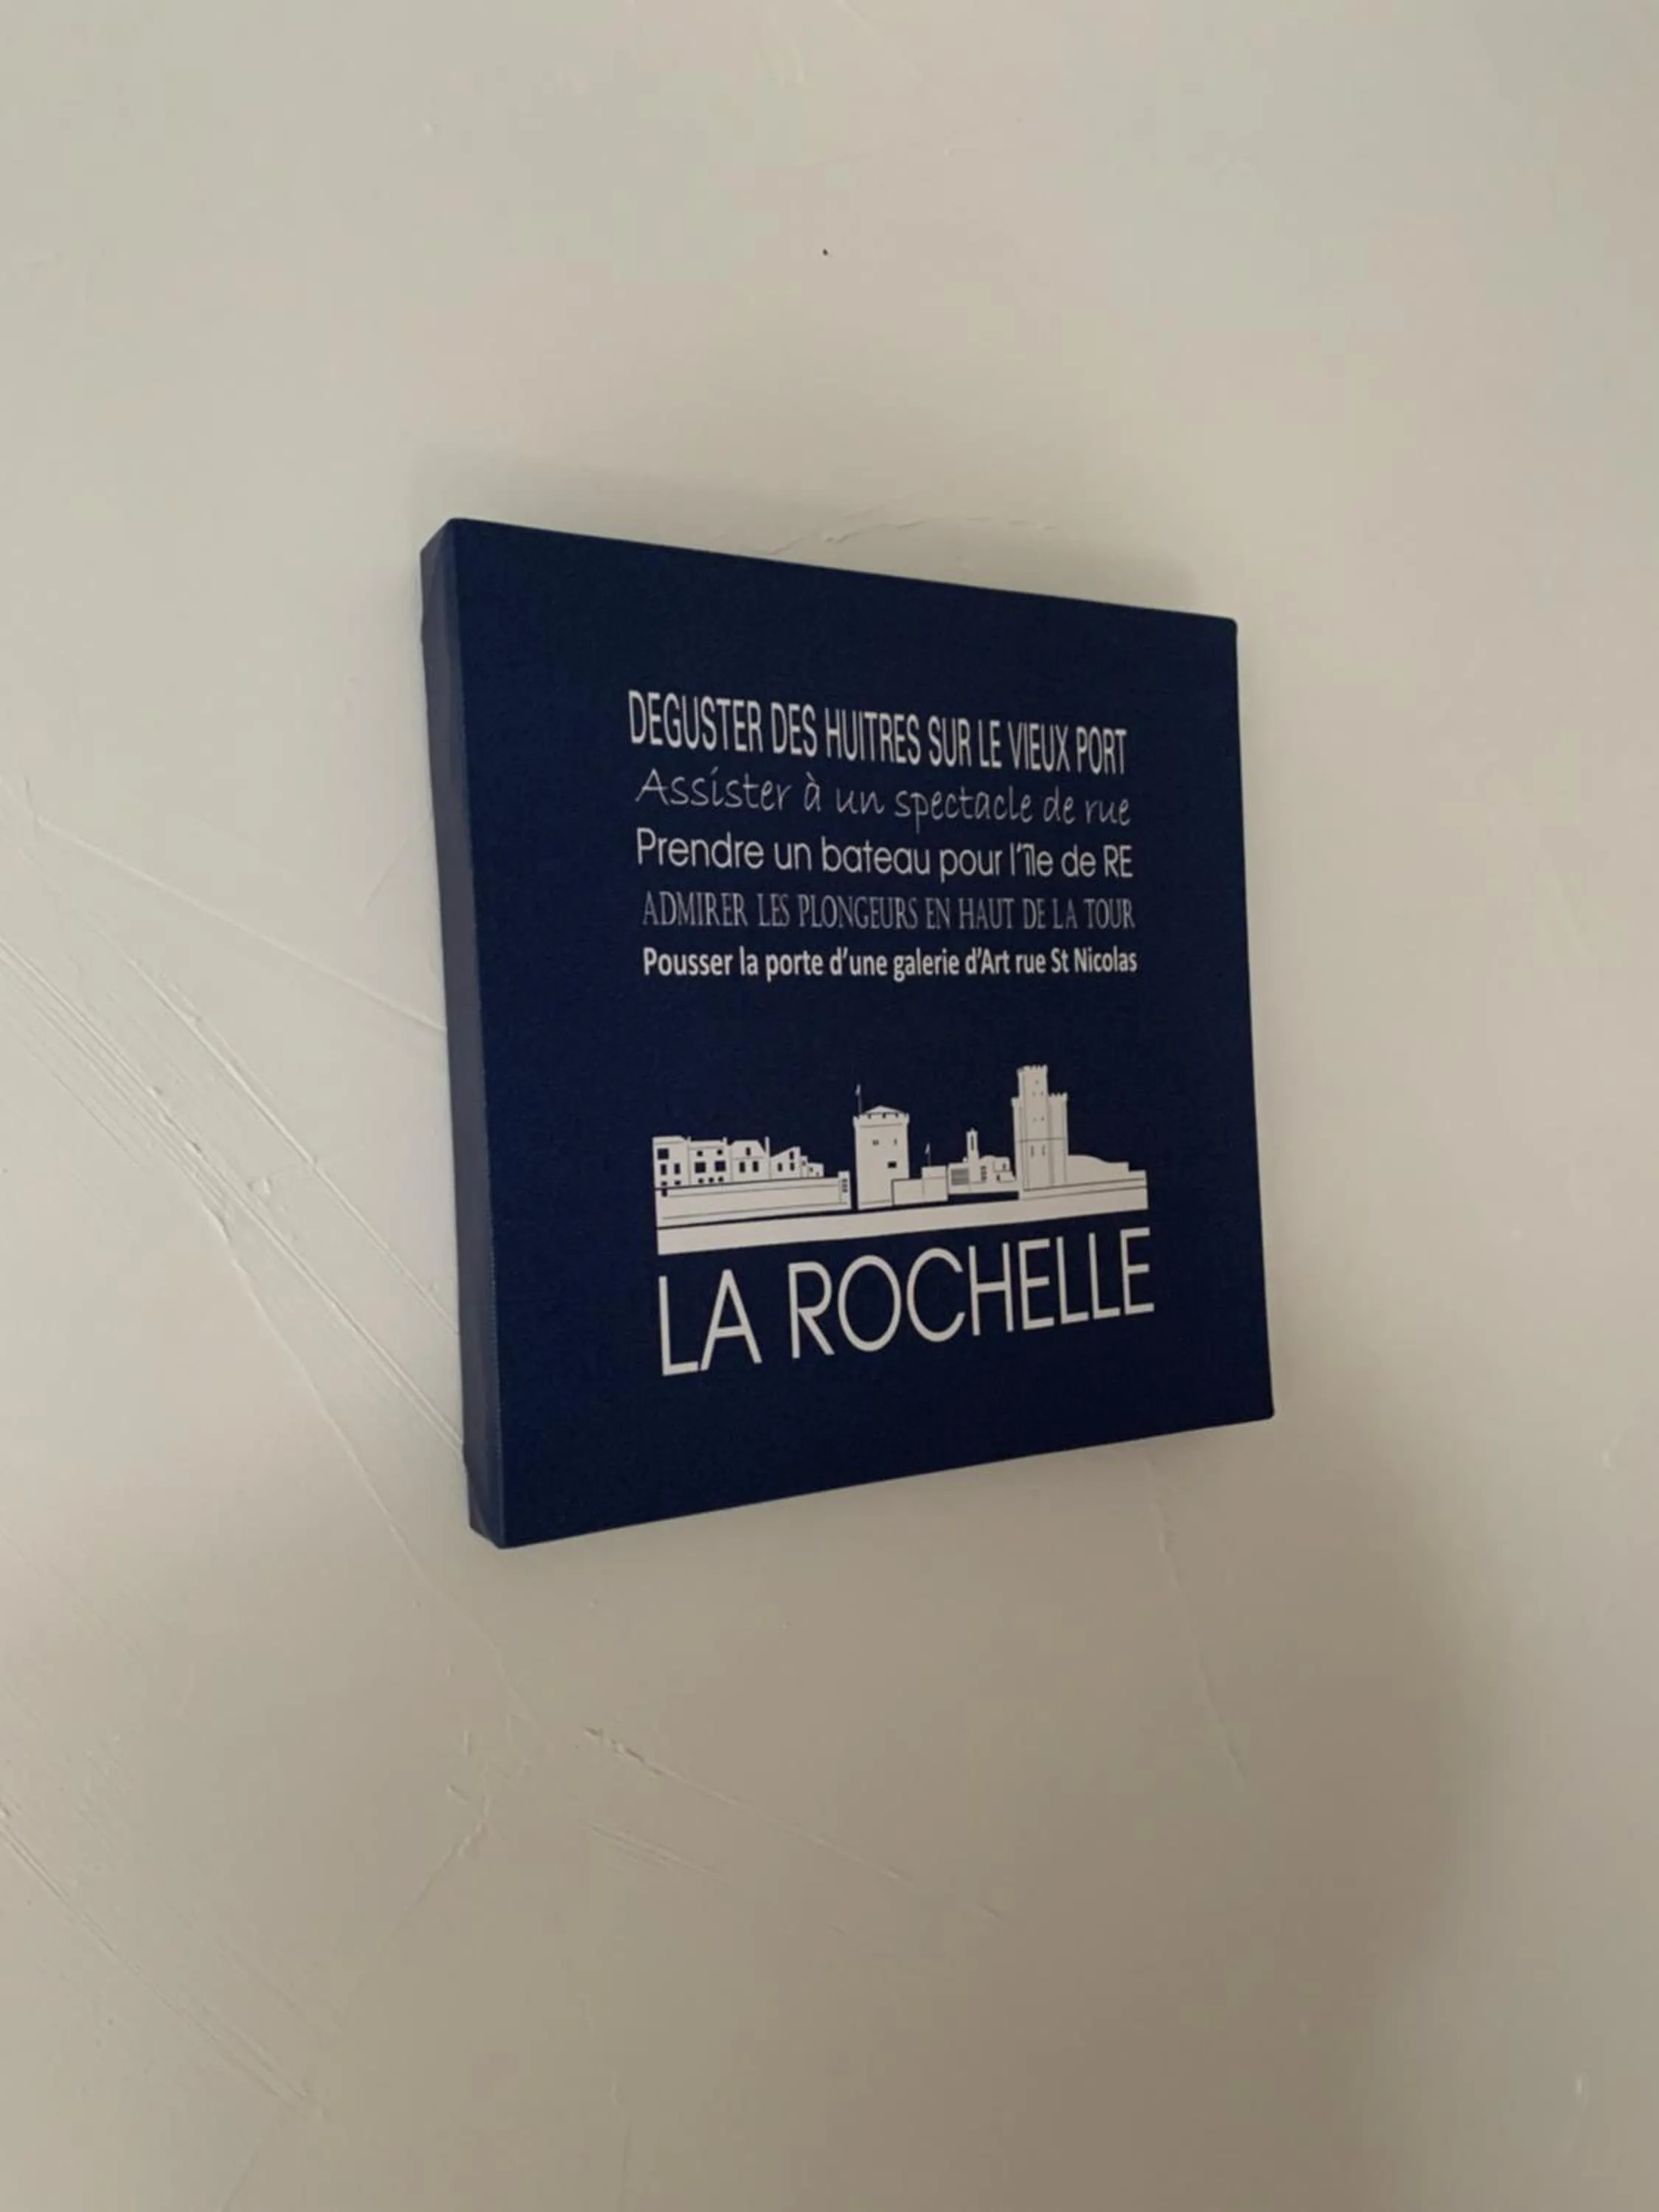 DEGUSTER DES HUITRES SUR LE VIEUX PORT
Assister à un spectacle de rue
Prendre un bateau pour l'île de RE
ADMIRER LES PLONGEURS EN HAUT DE LA TOUR
Pousser la porte d'une galerie d'Art rue St Nicolas
LA ROCHELLE